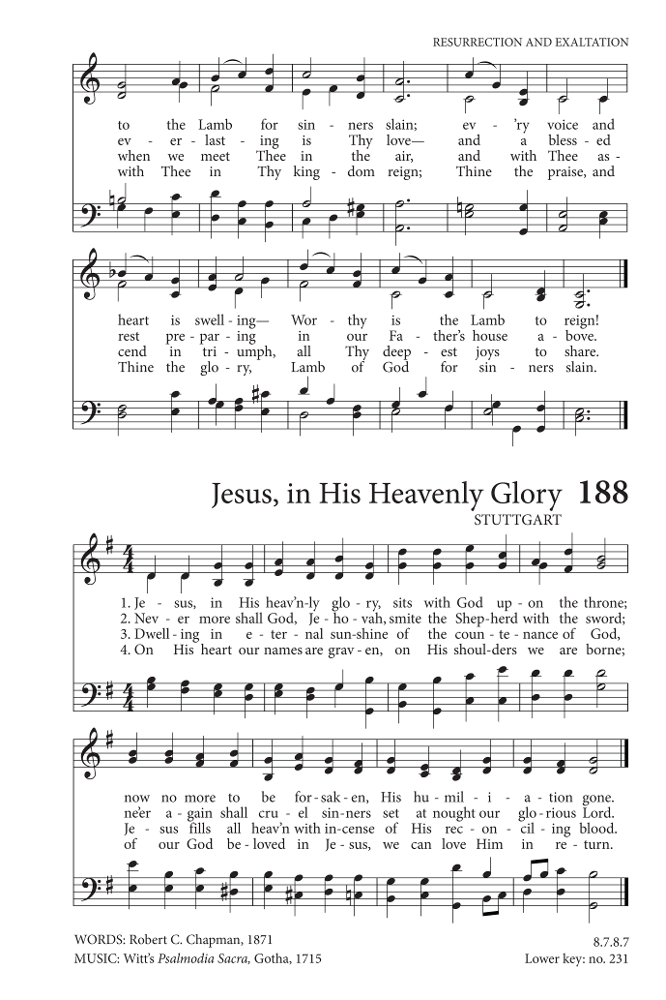 RESURRECTION AND EXALTATION
to the Lamb for sin - ners slain; ev - 'ry voice and
ev - er - last - ing is Thy love— and a bless - ed
when we meet Thee in the air, and with Thee as -
with Thee in Thy king - dom reign; Thine the praise, and
heart is swell - ing— Wor - thy is the Lamb to reign!
rest pre - par - ing in our Fa - ther's house a - bove.
cend in tri - umph, all Thy deep - est joys to share.
Thine the glo - ry, Lamb of God for sin - ners slain.
Jesus, in His Heavenly Glory 188
STUTTGART
1. Je - sus, in His heav'n-ly glo - ry, sits with God up - on the throne;
2. Nev - er more shall God, Je - ho - vah, smite the Shep-herd with the sword;
3. Dwell - ing in e - ter - nal sun-shine of the coun - te - nance of God,
4. On His heart our names are grav - en, on His shoul-ders we are borne;
now no more to be for - sak - en, His hu - mil - i - a - tion gone.
ne'er a - gain shall cru - el sin-ners set at nought our glo - rious Lord.
Je - sus fills all heav'n with in-cense of His rec - on - cil - ing blood.
of our God be - loved in Je - sus, we can love Him in re - turn.
WORDS: Robert C. Chapman, 1871
8.7.8.7
MUSIC: Witt's Psalmodia Sacra, Gotha, 1715
Lower key: no. 231